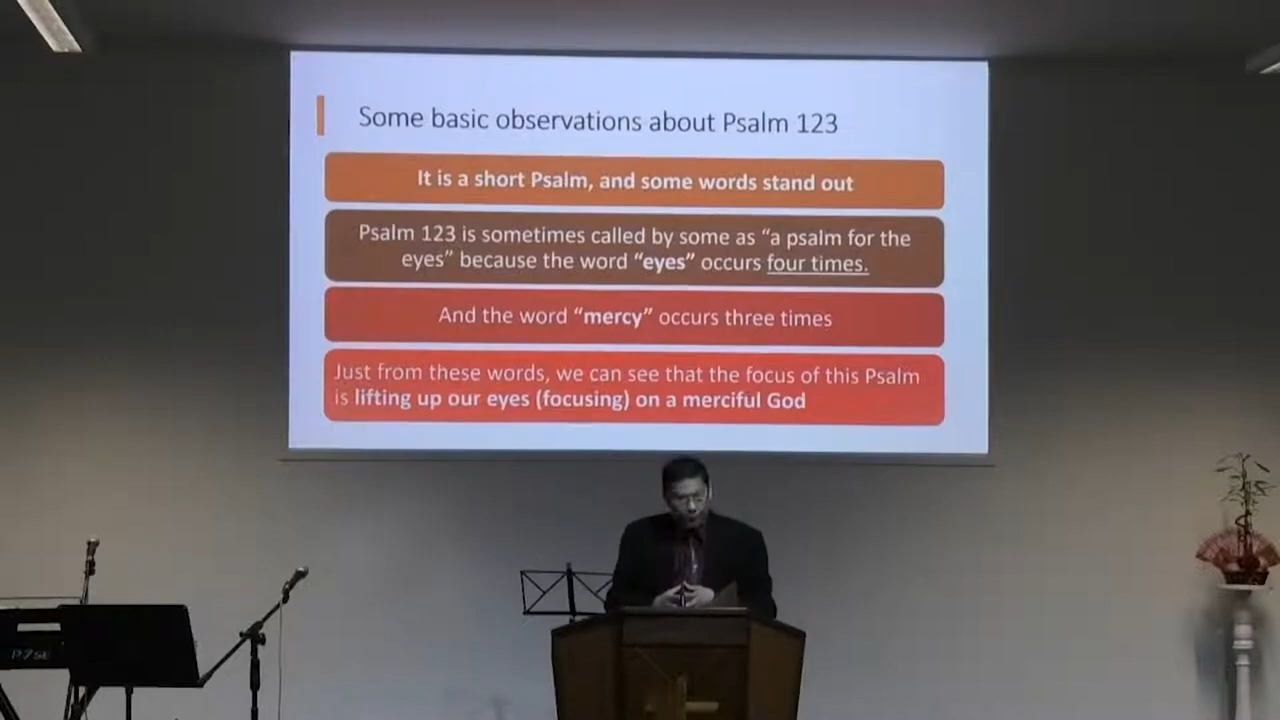 Some basic observations about Psalm 123
It is a short Psalm, and some words stand out
Psalm 123 is sometimes called by some as “a psalm for the
eyes” because the word “eyes” occurs four times.
And the word “mercy” occurs three times
Just from these words, we can see that the focus of this Psalm
is lifting up our eyes (focusing) on a merciful God